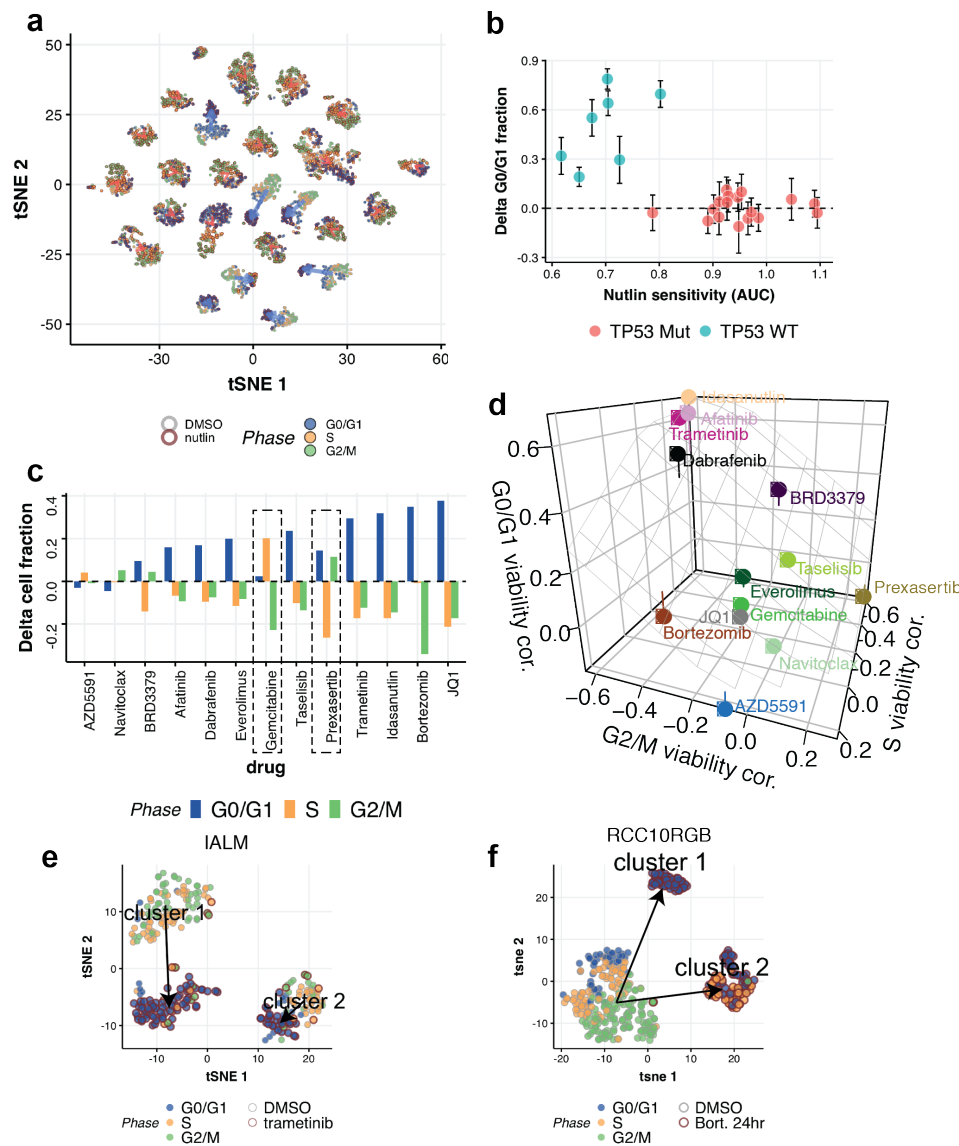 a
50
25
0
-25
-50
tSNE 2
-30
0
30
60
tSNE 1
DMSO
nutlin
Phase
G0/G1
S
G2/M
b
0.9
0.6
0.3
0.0
-0.3
Delta G0/G1 fraction
0.6
0.7
0.8
0.9
1.0
1.1
Nutlin sensitivity (AUC)
TP53 Mut
TP53 WT
c
0.4
0.2
0.0
-0.2
Delta cell fraction
AZD5591
Navitoclax
BRD3379
Afatinib
Dabrafenib
Everolimus
Gemcitabine
Taselisib
Prexasertib
Trametinib
Idasanutlin
Bortezomib
JQ1
drug
Phase
G0/G1
S
G2/M
d
Idasanutlin
Afatinib
Trametinib
Dabrafenib
BRD3379
Taselisib
Prexasertib
Everolimus
Gemcitabine
JQ1
Bortezomib
Navitoclax
AZD5591
0.6
0.4
0.2
0.0
G0/G1 viability cor.
−0.6
−0.4
−0.2
0.0
0.2
G2/M viability cor.
-0.6
-0.4
-0.2
0.0
0.2
S viability cor.
e
IALM
cluster 1
cluster 2
10
0
-10
tSNE 2
-10
0
10
20
tSNE 1
Phase
G0/G1
S
G2/M
DMSO
trametinib
f
RCC10RGB
cluster 1
cluster 2
20
10
0
-10
tsne 2
-20
-10
0
10
20
tsne 1
Phase
G0/G1
S
G2/M
DMSO
Bort. 24hr